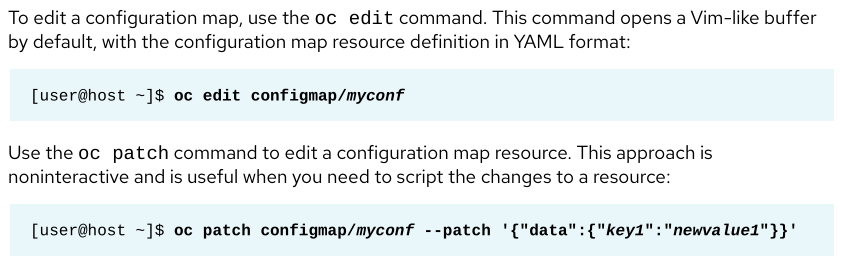 To edit a configuration map, use the oc edit command. This command opens a Vim-like buffer
by default, with the configuration map resource definition in YAML format:
[user@host ~]$ oc edit configmap/myconf
Use the oc patch command to edit a configuration map resource. This approach is
noninteractive and is useful when you need to script the changes to a resource:
[user@host ~]$ oc patch configmap/myconf --patch '{"data":{"key1":"newvalue1"}}'